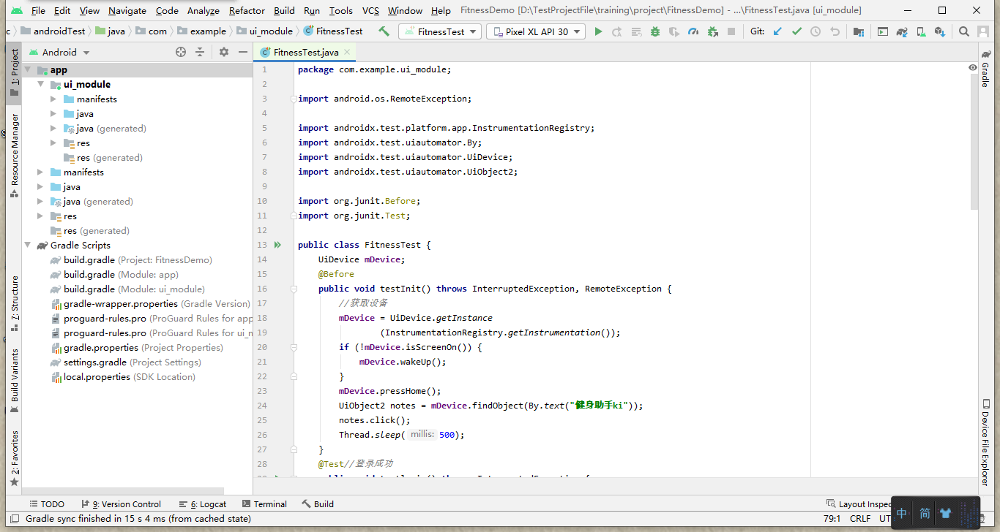 File Edit View Navigate Code Analyze Refactor Build Run Tools VCS Window Help FitnessDemo [D:\TestProjectFile\training\project\FitnessDemo] - ...\FitnessTest.java [ui_module]
c androidTest java com example ui_module FitnessTest FitnessTest Pixel XL API 30 Git:
Android FitnessTest.java
1: Project
Resource Manager
7: Structure
Build Variants
2: Favorites
app
ui_module
manifests
java
java (generated)
res
res (generated)
manifests
java
java (generated)
res
res (generated)
Gradle Scripts
build.gradle (Project: FitnessDemo)
build.gradle (Module: app)
build.gradle (Module: ui_module)
gradle-wrapper.properties (Gradle Version)
proguard-rules.pro (ProGuard Rules for app
proguard-rules.pro (ProGuard Rules for ui_
gradle.properties (Project Properties)
settings.gradle (Project Settings)
local.properties (SDK Location)
1 package com.example.ui_module;
2
3 import android.os.RemoteException;
4
5 import androidx.test.platform.app.InstrumentationRegistry;
6 import androidx.test.uiautomator.By;
7 import androidx.test.uiautomator.UiDevice;
8 import androidx.test.uiautomator.UiObject2;
9
10 import org.junit.Before;
11 import org.junit.Test;
12
13 public class FitnessTest {
14 UiDevice mDevice;
15 @Before
16 public void testInit() throws InterruptedException, RemoteException {
17 //获取设备
18 mDevice = UiDevice.getInstance
19 (InstrumentationRegistry.getInstrumentation());
20 if (!mDevice.isScreenOn()) {
21 mDevice.wakeUp();
22 }
23 mDevice.pressHome();
24 UiObject2 notes = mDevice.findObject(By.text("健身助手ki"));
25 notes.click();
26 Thread.sleep( millis: 500);
27 }
28 @Test//登录成功
Gradle
Device File Explorer
TODO 9: Version Control 6: Logcat Terminal Build Layout Inspec
Gradle sync finished in 15 s 4 ms (from cached state) 79:1 CRLF UT
中 简